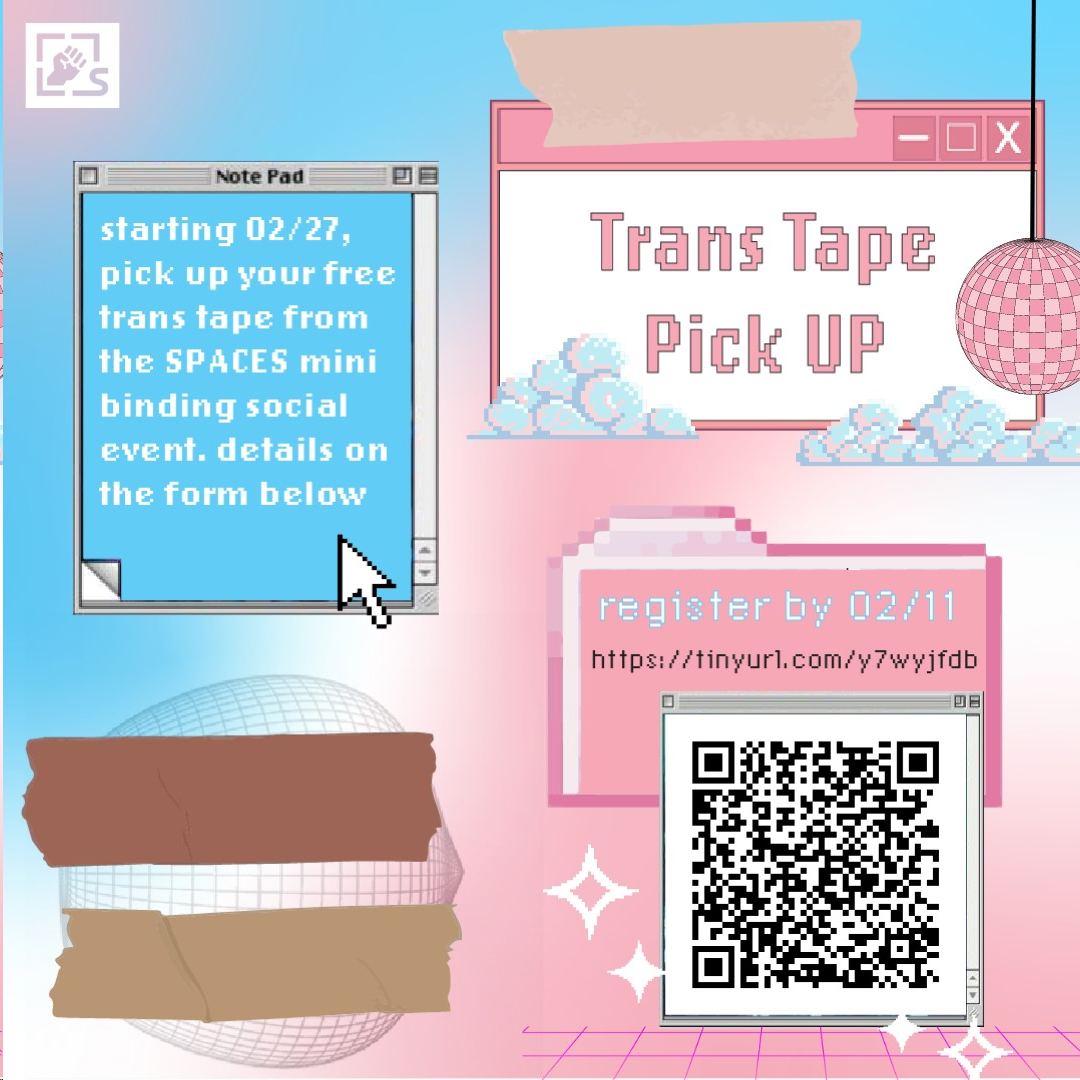 S
Note Pad
starting 02/27,
pick up your free
trans tape from
the SPACES mini
binding social
event. details on
the form below
Trans Tape
Pick UP
register by 02/11
https://tinyurl.com/y7wyjfdb